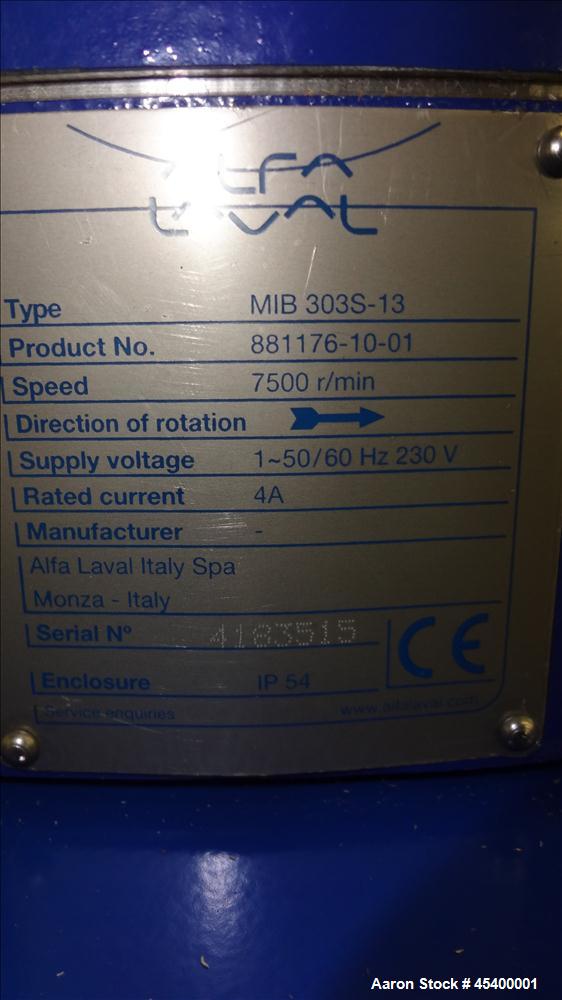 ALFA
LAVAL
Type MIB 303S-13
Product No. 881176-10-01
Speed 7500 r/min
Direction of rotation
Supply voltage 1~50/60 Hz 230 V
Rated current 4A
Manufacturer -
Alfa Laval Italy Spa
Monza - Italy
Serial Nº 4183515
CE
Enclosure IP 54
Service enquiries www.alfalaval.com
Aaron Stock # 45400001